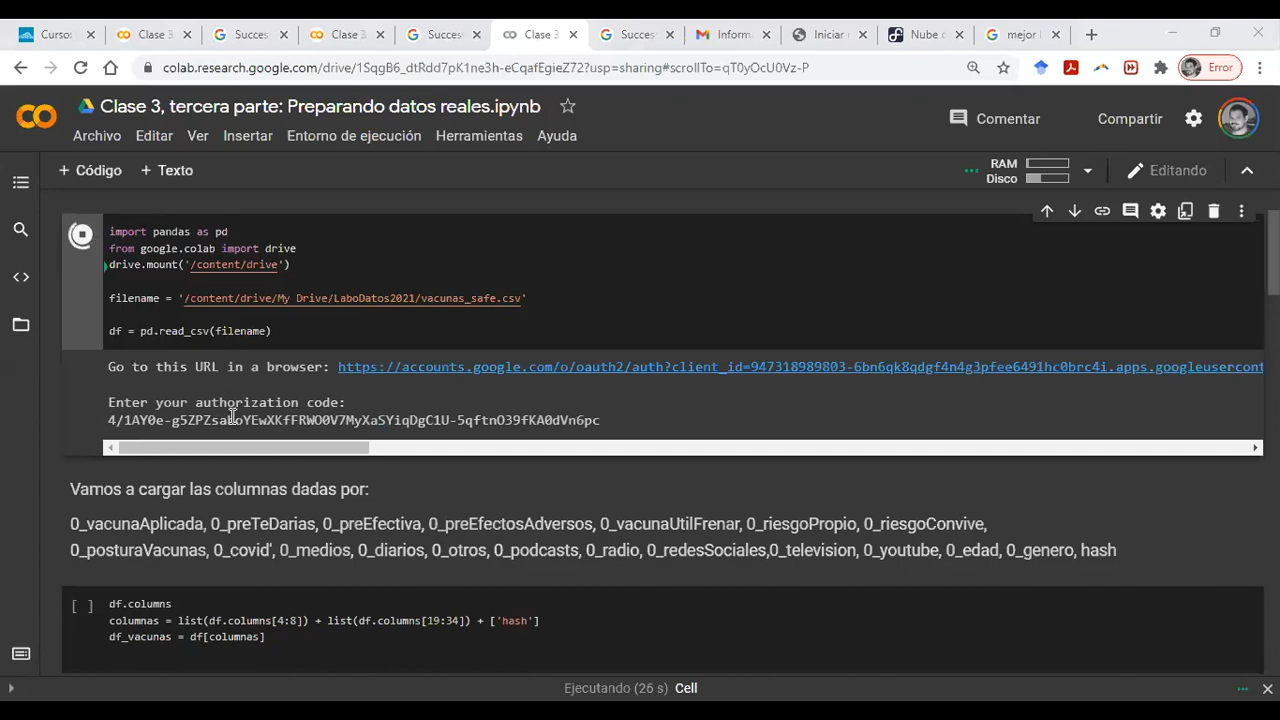 Curso:
Clase 3
Succes
Clase 3
Succes
Clase 3
Succes
Informa
Iniciar
Nube
mejor
colab.research.google.com/drive/1SqgB6_dtRdd7pK1ne3h-eCqafEgieZ72?usp=sharing#scrollTo=qT0yOcU0Vz-P
Error
Clase 3, tercera parte: Preparando datos reales.ipynb
Comentar
Compartir
Archivo Editar Ver Insertar Entorno de ejecución Herramientas Ayuda
+ Código + Texto
RAM
Disco
Editando
import pandas as pd
from google.colab import drive
drive.mount('/content/drive')
filename = '/content/drive/My Drive/LaboDatos2021/vacunas_safe.csv'
df = pd.read_csv(filename)
Go to this URL in a browser: https://accounts.google.com/o/oauth2/auth?client_id=947318989803-6bn6qk8qdgf4n4g3pfee6491hc0brc4i.apps.googleusercont
Enter your authorization code:
Vamos a cargar las columnas dadas por:
0_vacunaAplicada, 0_preTeDarias, 0_preEfectiva, 0_preEfectosAdversos, 0_vacunaUtilFrenar, 0_riesgoPropio, 0_riesgoConvive,
0_posturaVacunas, 0_covid', 0_medios, 0_diarios, 0_otros, 0_podcasts, 0_radio, 0_redesSociales,0_television, 0_youtube, 0_edad, 0_genero, hash
[ ]
df.columns
columnas = list(df.columns[4:8]) + list(df.columns[19:34]) + ['hash']
df_vacunas = df[columnas]
Ejecutando (26 s) Cell